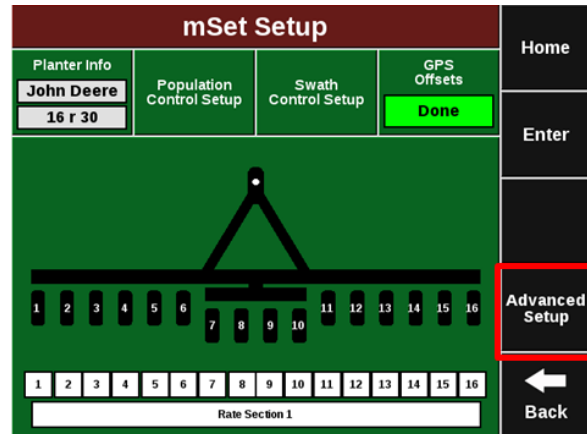 mSet Setup
Home
Planter Info
John Deere
16 r 30
Population
Control Setup
Swath
Control Setup
GPS
Offsets
Done
Enter
1 2 3 4 5 6 7 8 9 10 11 12 13 14 15 16
Advanced
Setup
1 2 3 4 5 6 7 8 9 10 11 12 13 14 15 16
Rate Section 1
Back